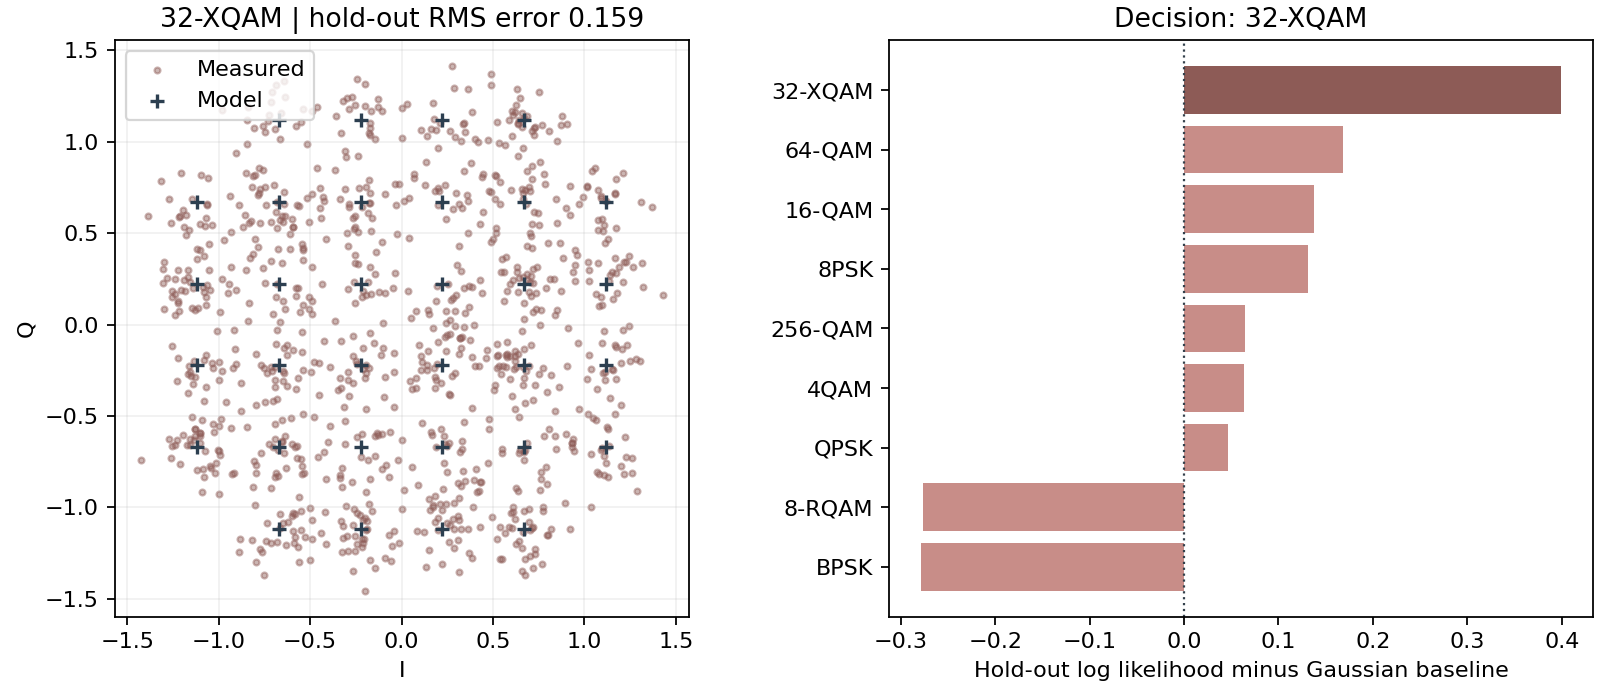 32-XQAM | hold-out RMS error 0.159
Measured
Model
1.5
1.0
0.5
0.0
−0.5
−1.0
−1.5
Q
−1.5 −1.0 −0.5 0.0 0.5 1.0 1.5
I
Decision: 32-XQAM
32-XQAM
64-QAM
16-QAM
8PSK
256-QAM
4QAM
QPSK
8-RQAM
BPSK
−0.3 −0.2 −0.1 0.0 0.1 0.2 0.3 0.4
Hold-out log likelihood minus Gaussian baseline